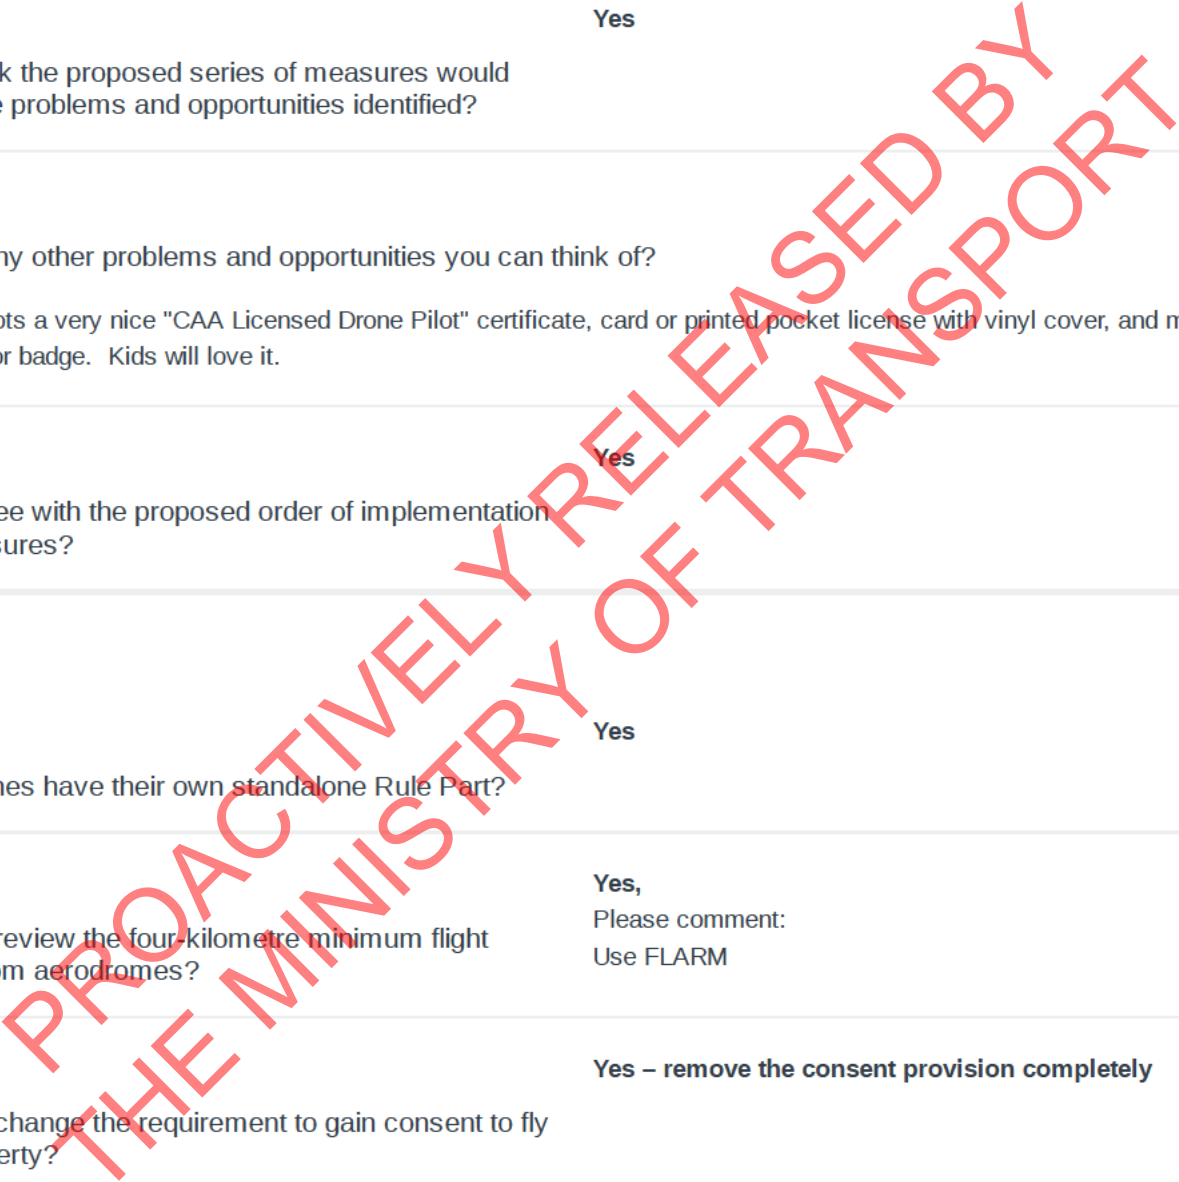 Yes
k the proposed series of measures would
e problems and opportunities identified?
ny other problems and opportunities you can think of?
ots a very nice "CAA Licensed Drone Pilot" certificate, card or printed pocket license with vinyl cover, and m
or badge.  Kids will love it.
Yes
ee with the proposed order of implementation
sures?
Yes
nes have their own standalone Rule Part?
Yes,
Please comment:
Use FLARM
review the four-kilometre minimum flight
om aerodromes?
Yes – remove the consent provision completely
change the requirement to gain consent to fly
erty?
PROACTIVELY RELEASED BY
THE MINISTRY OF TRANSPORT